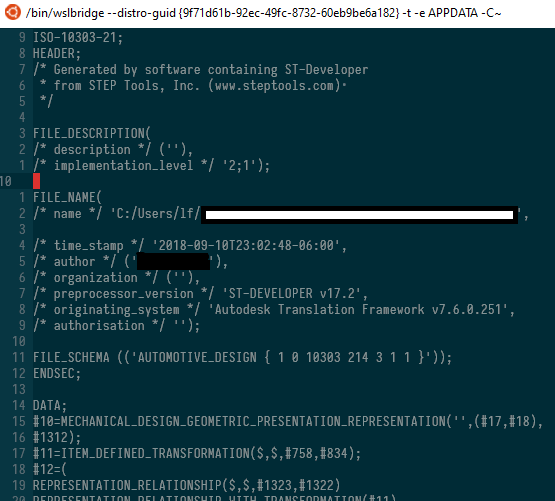 /bin/wslbridge --distro-guid {9f71d61b-92ec-49fc-8732-60eb9be6a182} -t -e APPDATA -C~
9 ISO-10303-21;
8 HEADER;
7 /* Generated by software containing ST-Developer
6  * from STEP Tools, Inc. (www.steptools.com)·
5  */
4
3 FILE_DESCRIPTION(
2 /* description */ (''),
1 /* implementation_level */ '2;1');
10
1 FILE_NAME(
2 /* name */ 'C:/Users/lf/ ',
3
4 /* time_stamp */ '2018-09-10T23:02:48-06:00',
5 /* author */ (' '),
6 /* organization */ (''),
7 /* preprocessor_version */ 'ST-DEVELOPER v17.2',
8 /* originating_system */ 'Autodesk Translation Framework v7.6.0.251',
9 /* authorisation */ '');
10
11 FILE_SCHEMA (('AUTOMOTIVE_DESIGN { 1 0 10303 214 3 1 1 }'));
12 ENDSEC;
13
14 DATA;
15 #10=MECHANICAL_DESIGN_GEOMETRIC_PRESENTATION_REPRESENTATION('',(#17,#18),
16 #1312);
17 #11=ITEM_DEFINED_TRANSFORMATION($,$,#758,#834);
18 #12=(
19 REPRESENTATION_RELATIONSHIP($,$,#1323,#1322)
20 REPRESENTATION_RELATIONSHIP_WITH_TRANSFORMATION(#11)